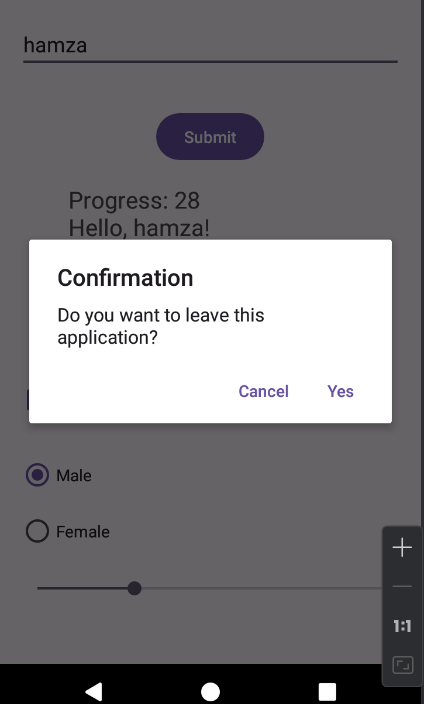 hamza
Submit
Progress: 28
Hello, hamza!
Confirmation
Do you want to leave this
application?
Cancel Yes
Male
Female
1:1